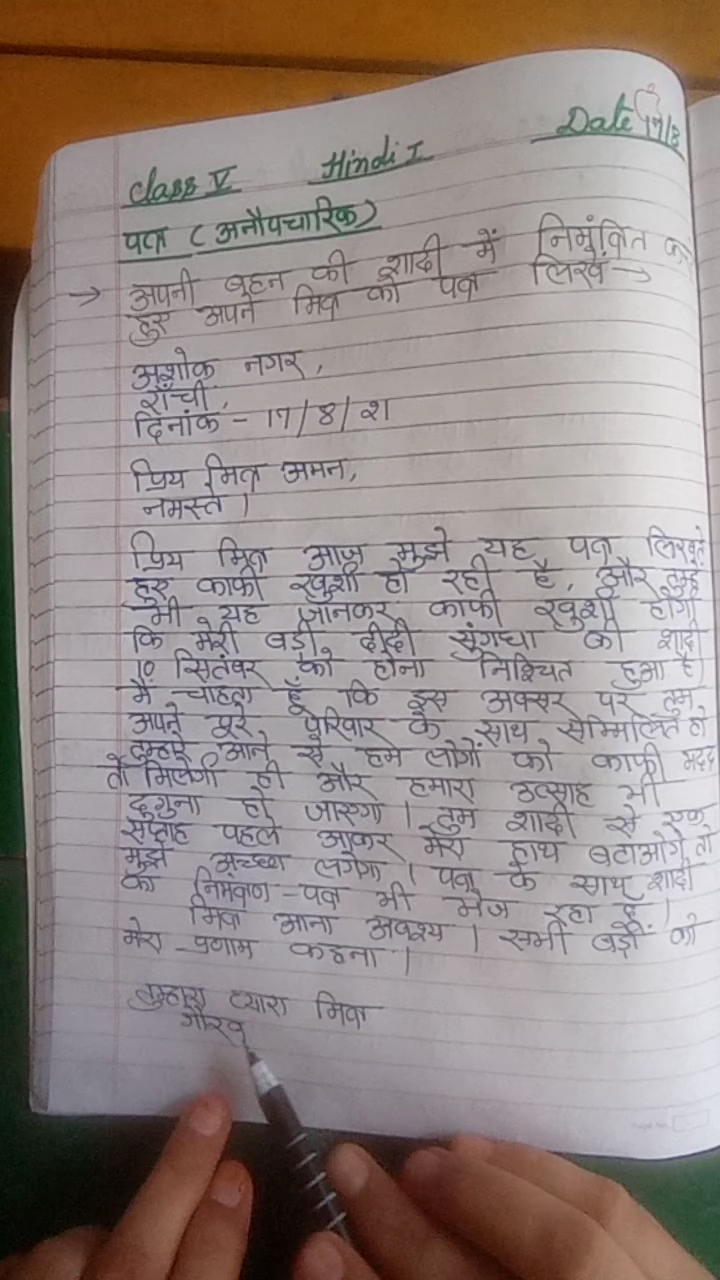 Date 17/8
Class V Hindi I
पत्र (अनौपचारिक)
→ अपनी बहन की शादी में निमंत्रित करते
हुए अपने मित्र को पत्र लिखें →
अशोक नगर,
राँची,
दिनांक - 17/8/21
प्रिय मित्र अमन,
नमस्ते ।
प्रिय मित्र आज मुझे यह पत्र लिखते
हुए काफी खुशी हो रही है, और तुम्हें
भी यह जानकर काफी खुशी होगी
कि मेरी बड़ी दीदी सुगंधा की शादी
10 सितंबर को होना निश्चित हुआ है।
मैं चाहता हूँ कि इस अवसर पर तुम
अपने पूरे परिवार के साथ सम्मिलित हो
तुम्हारे आने से हम लोगों को काफी मदद
तो मिलेगी ही और हमारा उत्साह भी
दुगुना हो जाएगा । तुम शादी से एक
सप्ताह पहले आकर मेरा हाथ बटाओगे तो
मुझे अच्छा लगेगा । पत्र के साथ शादी
का निमंत्रण - पत्र भी भेज रहा हूँ ।
मित्र आना अवश्य । सभी बड़ों को
मेरा प्रणाम कहना ।
तुम्हारा प्यारा मित्र
गौरव